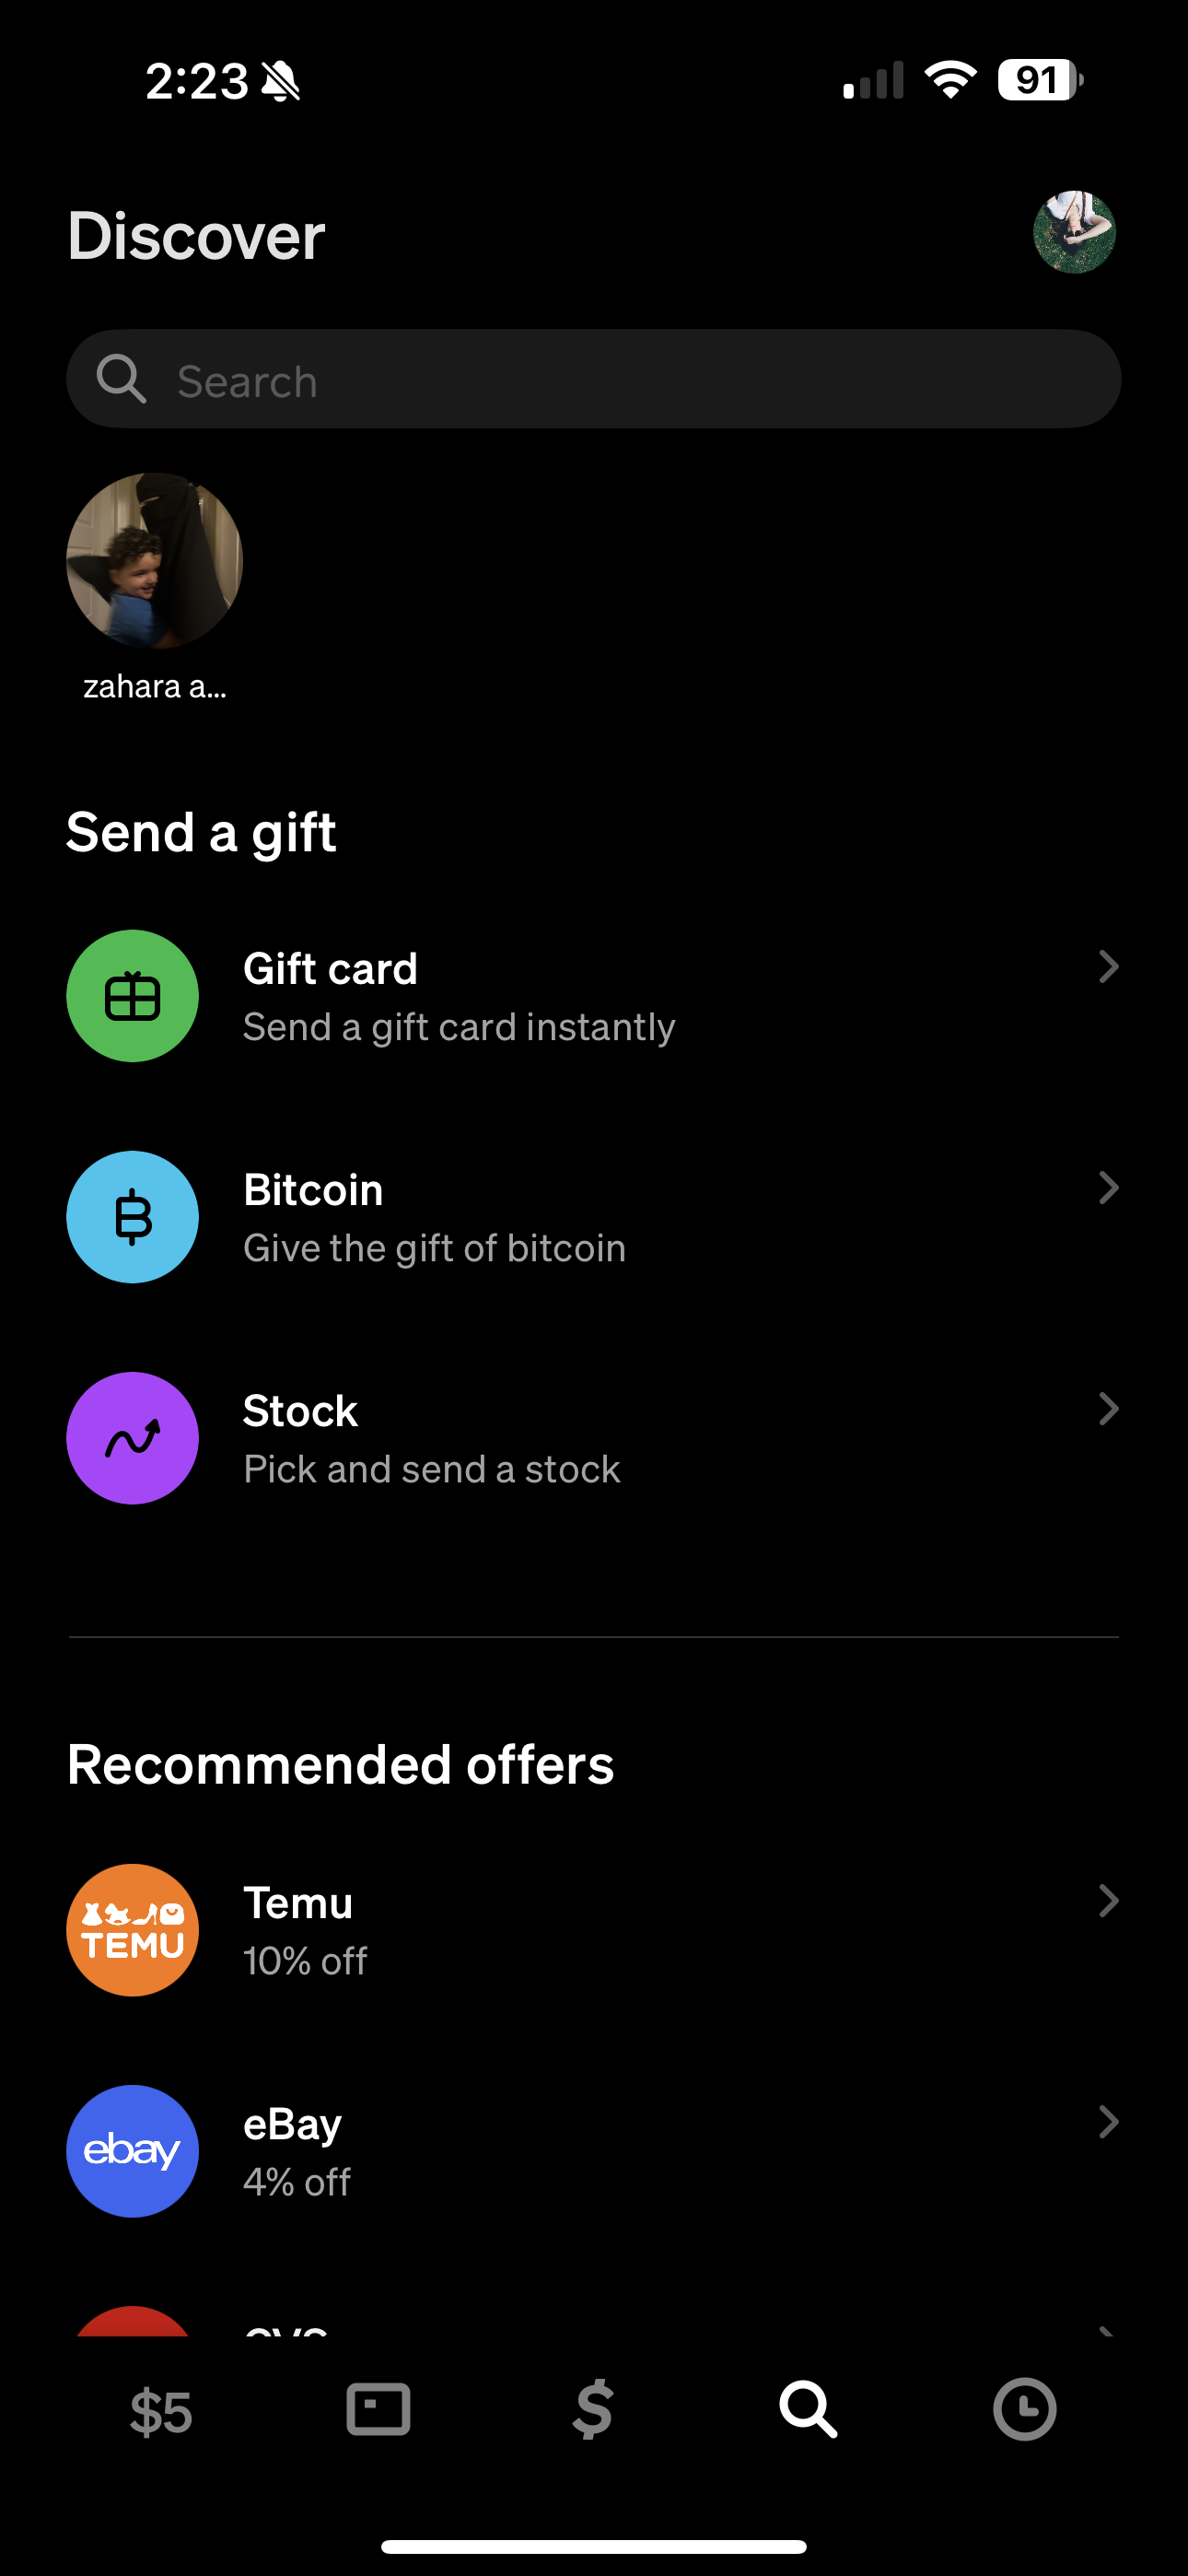 2:23
91
Discover
Search
zahara a...
Send a gift
Gift card
Send a gift card instantly
Bitcoin
Give the gift of bitcoin
Stock
Pick and send a stock
Recommended offers
TEMU
Temu
10% off
ebay
eBay
4% off
CVS
$5